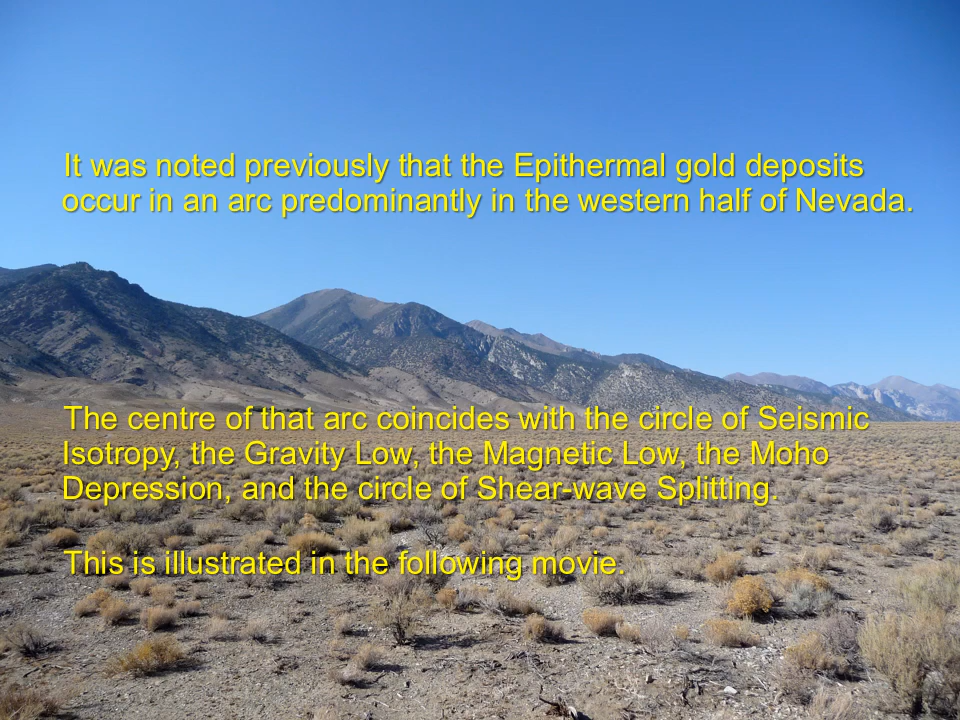 It was noted previously that the Epithermal gold deposits
occur in an arc predominantly in the western half of Nevada.
The centre of that arc coincides with the circle of Seismic
Isotropy, the Gravity Low, the Magnetic Low, the Moho
Depression, and the circle of Shear-wave Splitting.
This is illustrated in the following movie.